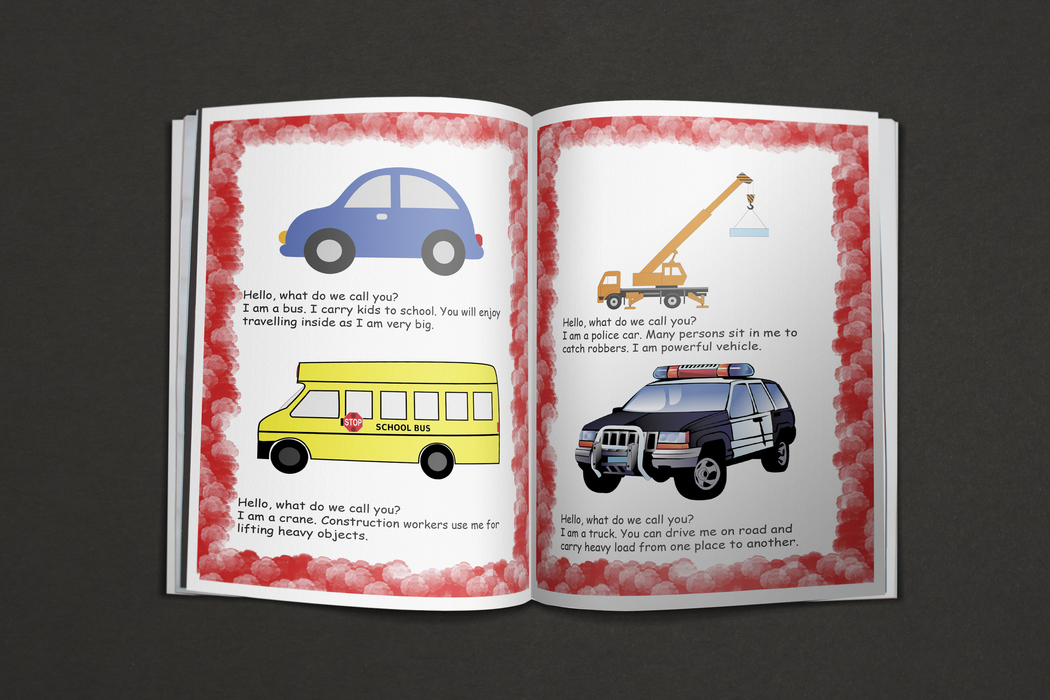 Hello, what do we call you?
I am a bus. I carry kids to school. You will enjoy
travelling inside as I am very big.
STOP
SCHOOL BUS
Hello, what do we call you?
I am a crane. Construction workers use me for
lifting heavy objects.
Hello, what do we call you?
I am a police car. Many persons sit in me to
catch robbers. I am powerful vehicle.
Hello, what do we call you?
I am a truck. You can drive me on road and
carry heavy load from one place to another.